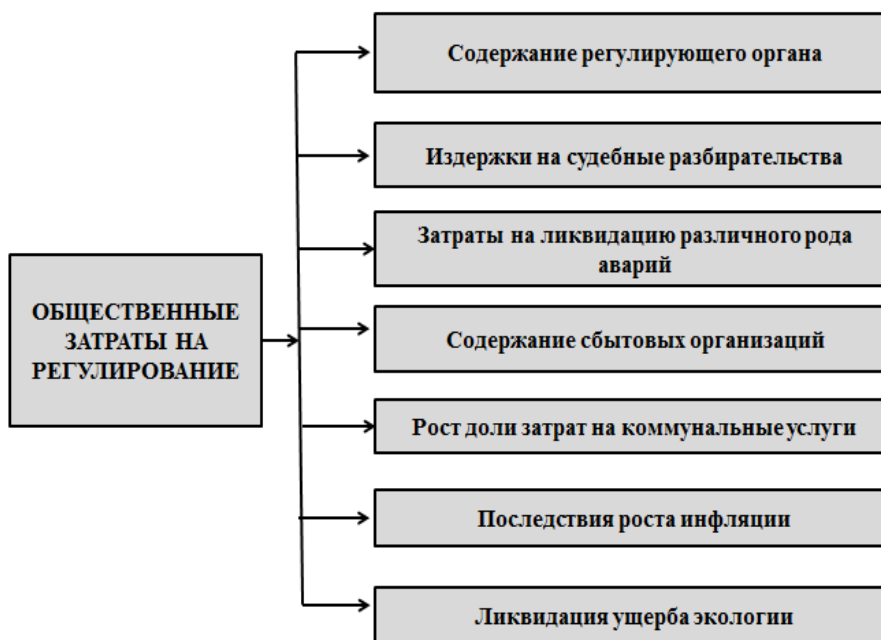 ОБЩЕСТВЕННЫЕ
ЗАТРАТЫ НА
РЕГУЛИРОВАНИЕ
Содержание регулирующего органа
Издержки на судебные разбирательства
Затраты на ликвидацию различного рода
аварий
Содержание сбытовых организаций
Рост доли затрат на коммунальные услуги
Последствия роста инфляции
Ликвидация ущерба экологии